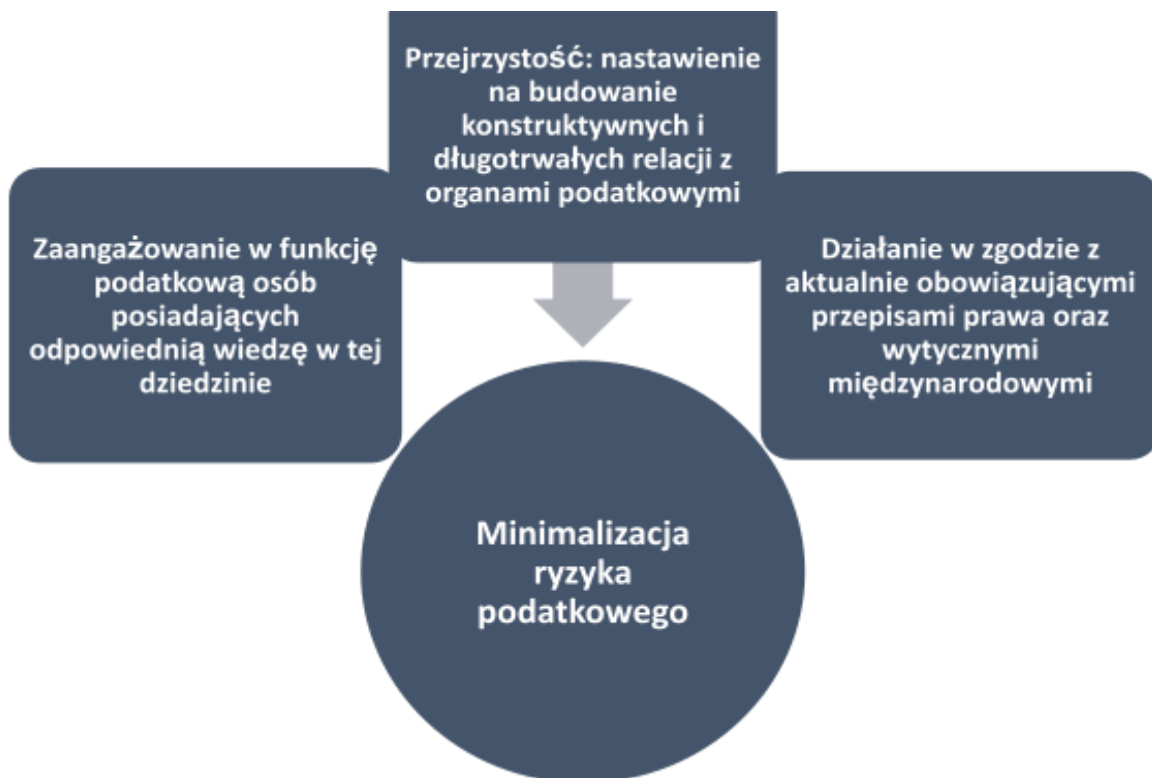 Przejrzystość: nastawienie
na budowanie
konstruktywnych i
długotrwałych relacji z
organami podatkowymi
Zaangażowanie w funkcję
podatkową osób
posiadających
odpowiednią wiedzę w tej
dziedzinie
Działanie w zgodzie z
aktualnie obowiązującymi
przepisami prawa oraz
wytycznymi
międzynarodowymi
Minimalizacja
ryzyka
podatkowego